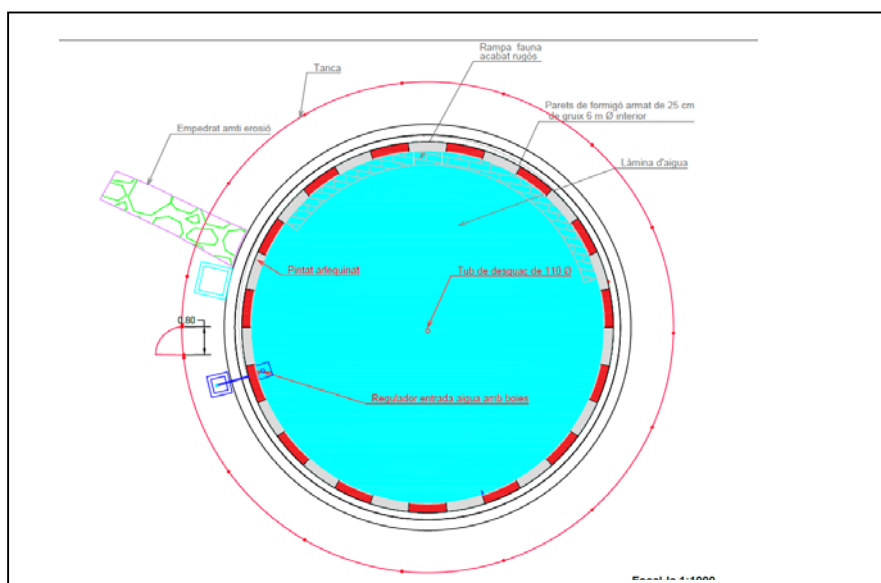 Rampa fauna
acabat rugós
Tanca
Parets de formigó armat de 25 cm
de gruix 6 m Ø interior
Empedrat amti erosió
Làmina d'aigua
Pintat arlequinat
Tub de desguaç de 110 Ø
0,80
Regulador entrada aigua amb boies